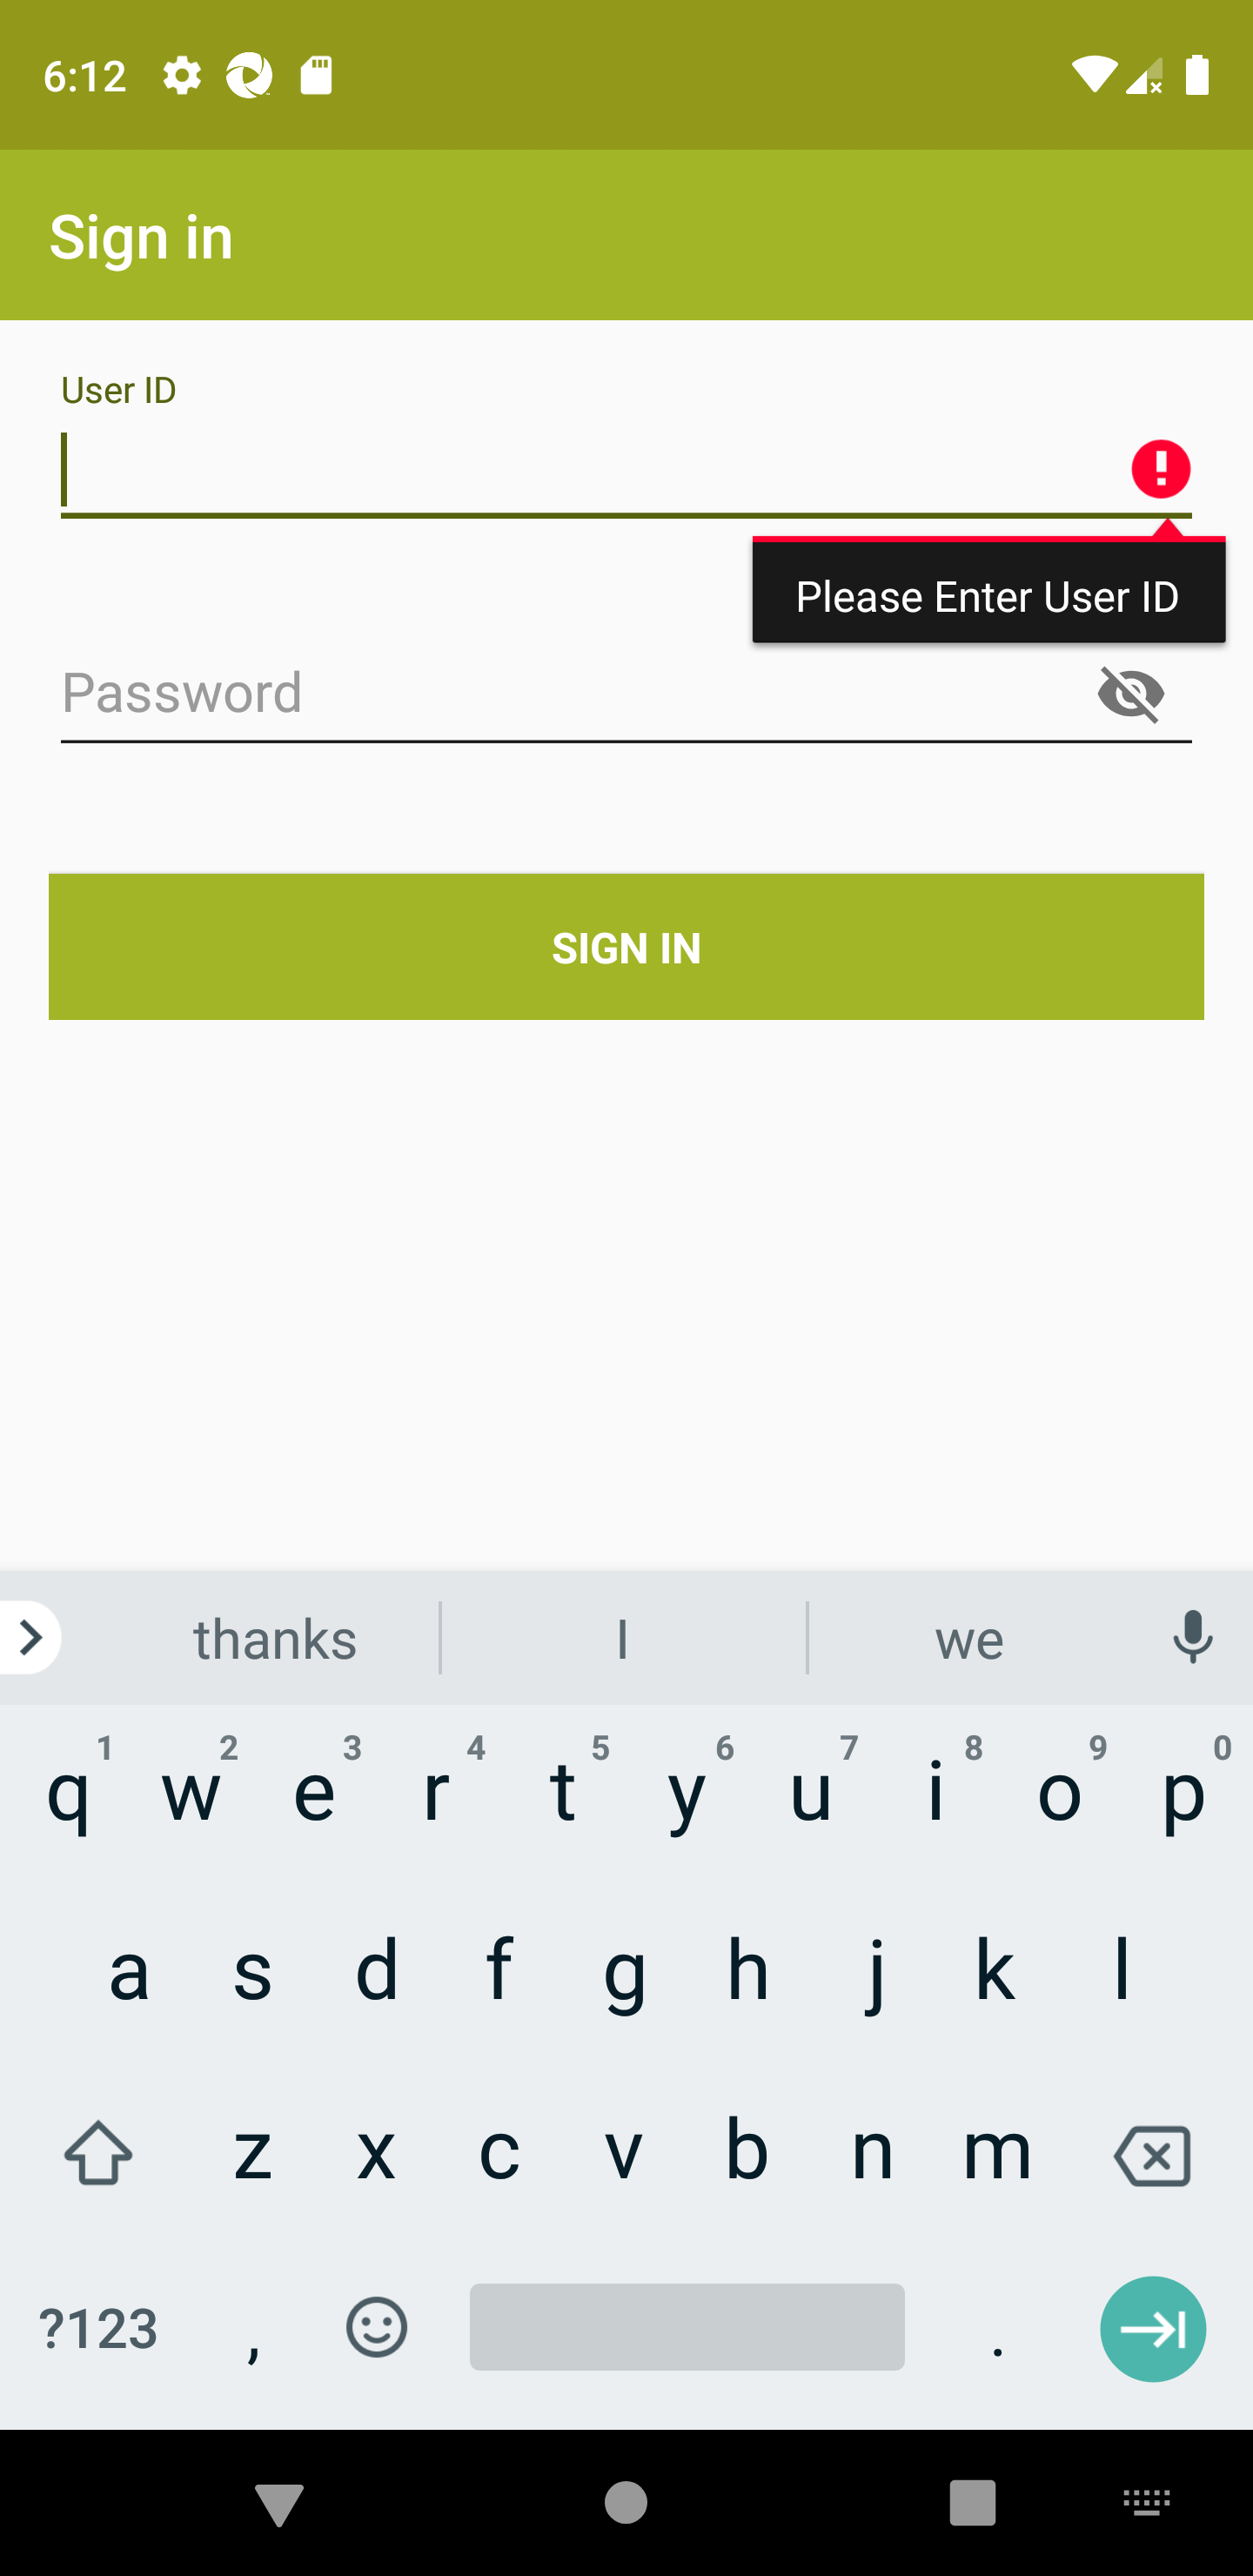 6:12
Sign in
User ID
Please Enter User ID
Password
SIGN IN
thanks I we
1 2 3 4 5 6 7 8 9 0
q w e r t y u i o p
a s d f g h j k l
z x c v b n m
?123 , .